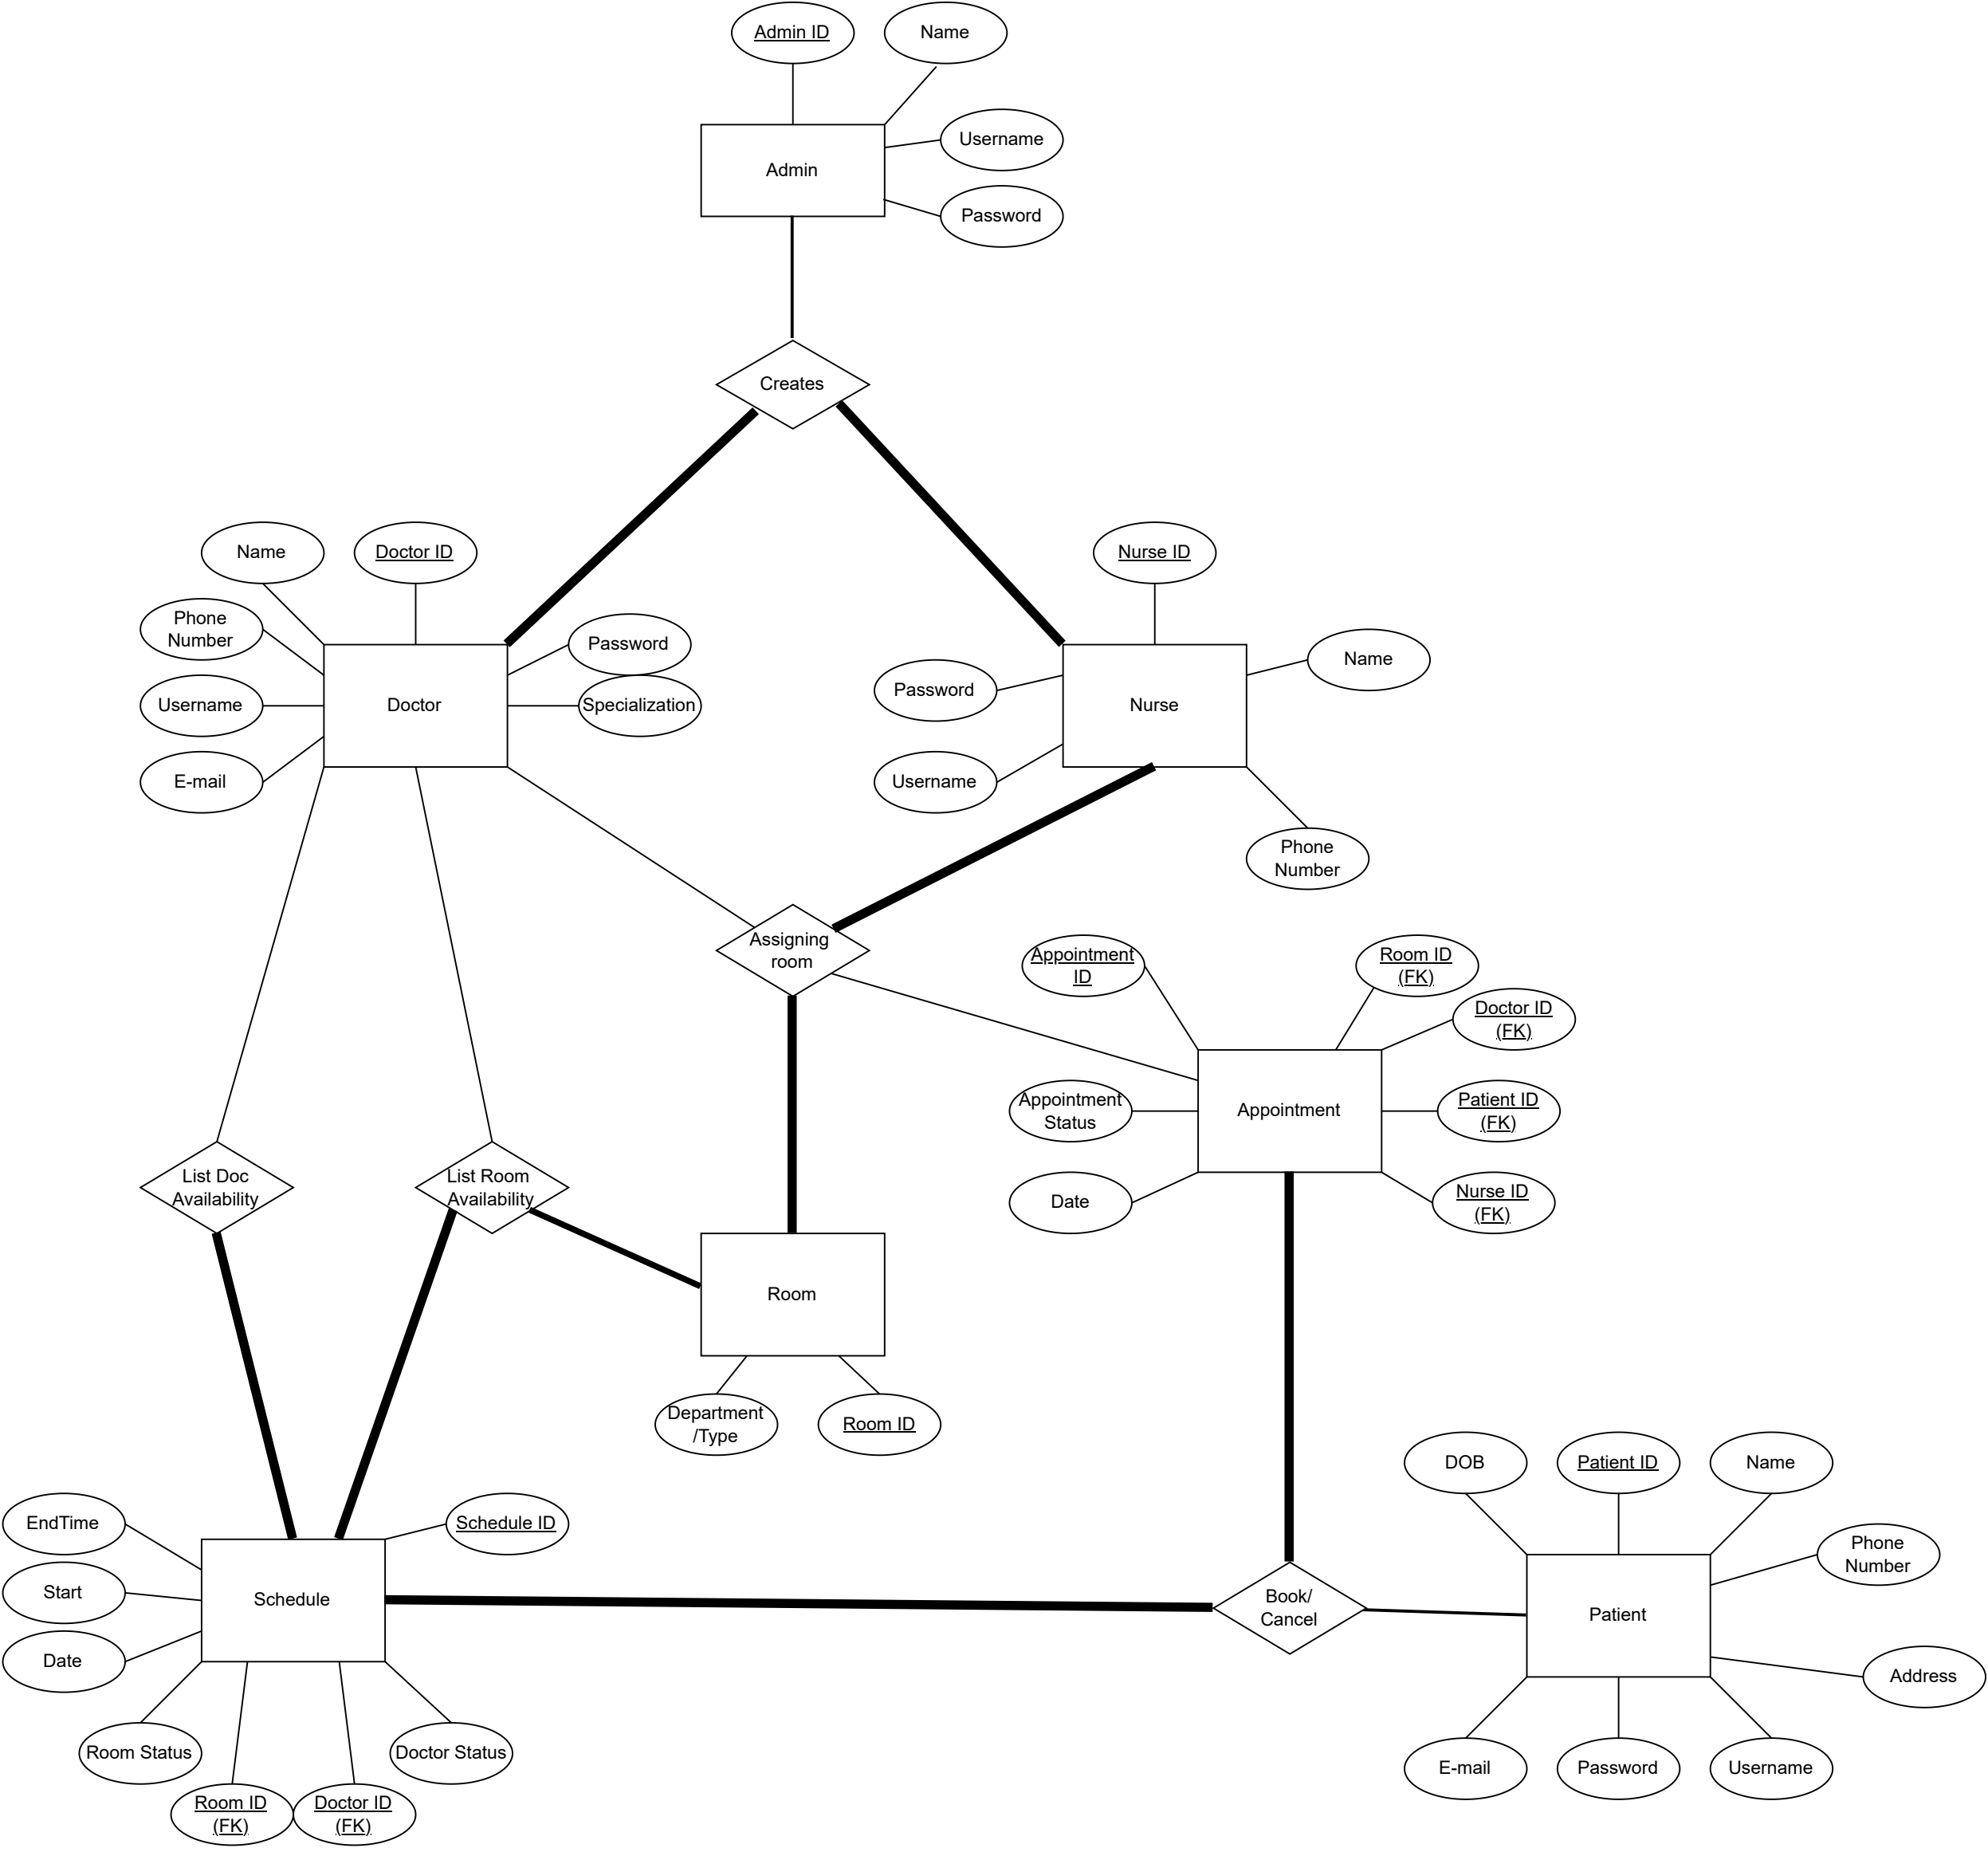 Admin ID
Name
Username
Admin
Password
Creates
Name
Doctor ID
Nurse ID
Phone
Number
Password
Name
Password
Username
Doctor
Specialization
Nurse
E-mail
Username
Phone
Number
Assigning
room
Appointment
ID
Room ID
(FK)
Doctor ID
(FK)
Appointment
Status
Appointment
Patient ID
(FK)
List Doc
Availability
List Room
Availability
Date
Nurse ID
(FK)
Room
Department
/Type
Room ID
DOB
Patient ID
Name
EndTime
Schedule ID
Phone
Number
Start
Schedule
Book/
Cancel
Patient
Date
Address
Room Status
Doctor Status
E-mail
Password
Username
Room ID
(FK)
Doctor ID
(FK)